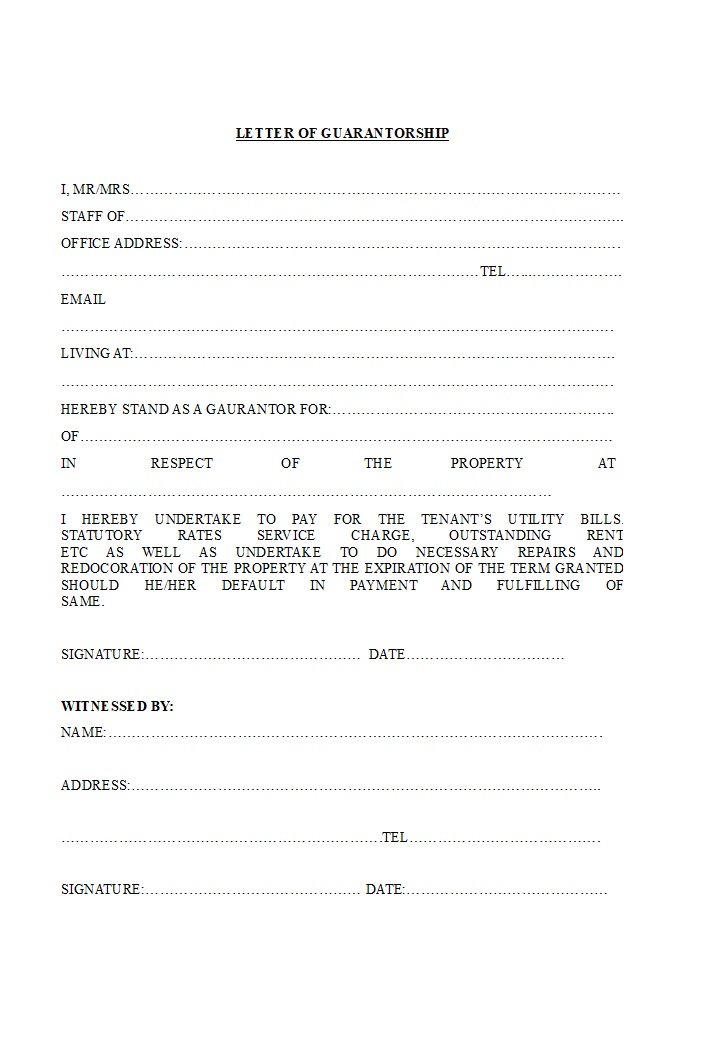 LETTER OF GUARANTORSHIP
I, MR/MRS……………………………………………………………………………………
STAFF OF……………………………………………………………………………………..
OFFICE ADDRESS:…………………………………………………………………………
………………………………………………………………………TEL…………………
EMAIL
………………………………………………………………………………………………
LIVING AT:…………………………………………………………………………………
………………………………………………………………………………………………
HEREBY STAND AS A GAURANTOR FOR:………………………………………………..
OF……………………………………………………………………………………………
IN RESPECT OF THE PROPERTY AT
……………………………………………………………………………………
I HEREBY UNDERTAKE TO PAY FOR THE TENANT’S UTILITY BILLS.
STATUTORY RATES SERVICE CHARGE, OUTSTANDING RENT
ETC AS WELL AS UNDERTAKE TO DO NECESSARY REPAIRS AND
REDOCORATION OF THE PROPERTY AT THE EXPIRATION OF THE TERM GRANTED
SHOULD HE/HER DEFAULT IN PAYMENT AND FULFILLING OF
SAME.
SIGNATURE:…………………………………… DATE…………………………
WITNESSED BY:
NAME:……………………………………………………………………………………
ADDRESS:………………………………………………………………………………..
……………………………………………………….TEL……………………………….
SIGNATURE:…………………………………… DATE:…………………………………